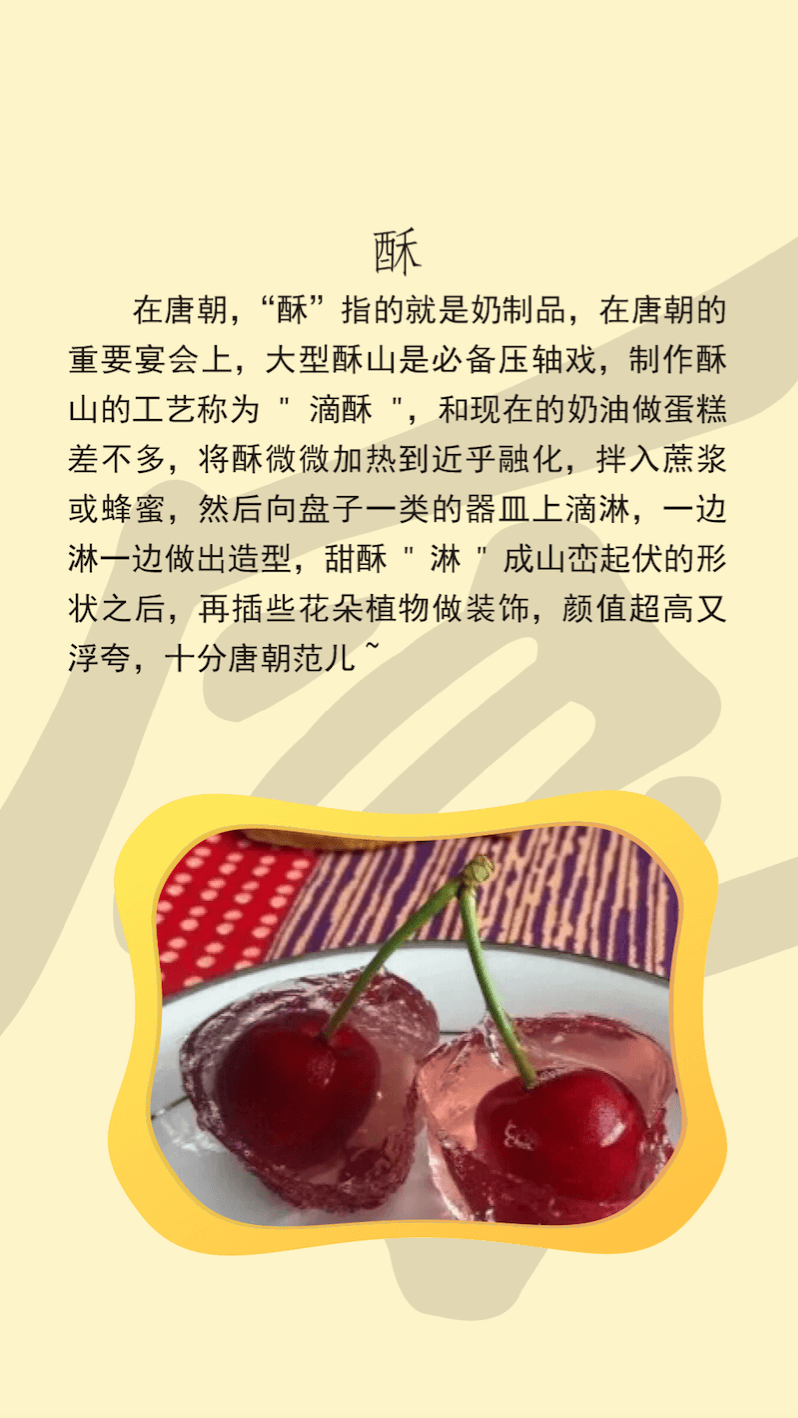 酥
在唐朝，“酥”指的就是奶制品，在唐朝的
重要宴会上，大型酥山是必备压轴戏，制作酥
山的工艺称为 " 滴酥 "，和现在的奶油做蛋糕
差不多，将酥微微加热到近乎融化，拌入蔗浆
或蜂蜜，然后向盘子一类的器皿上滴淋，一边
淋一边做出造型，甜酥 " 淋 " 成山峦起伏的形
状之后，再插些花朵植物做装饰，颜值超高又
浮夸，十分唐朝范儿 ~